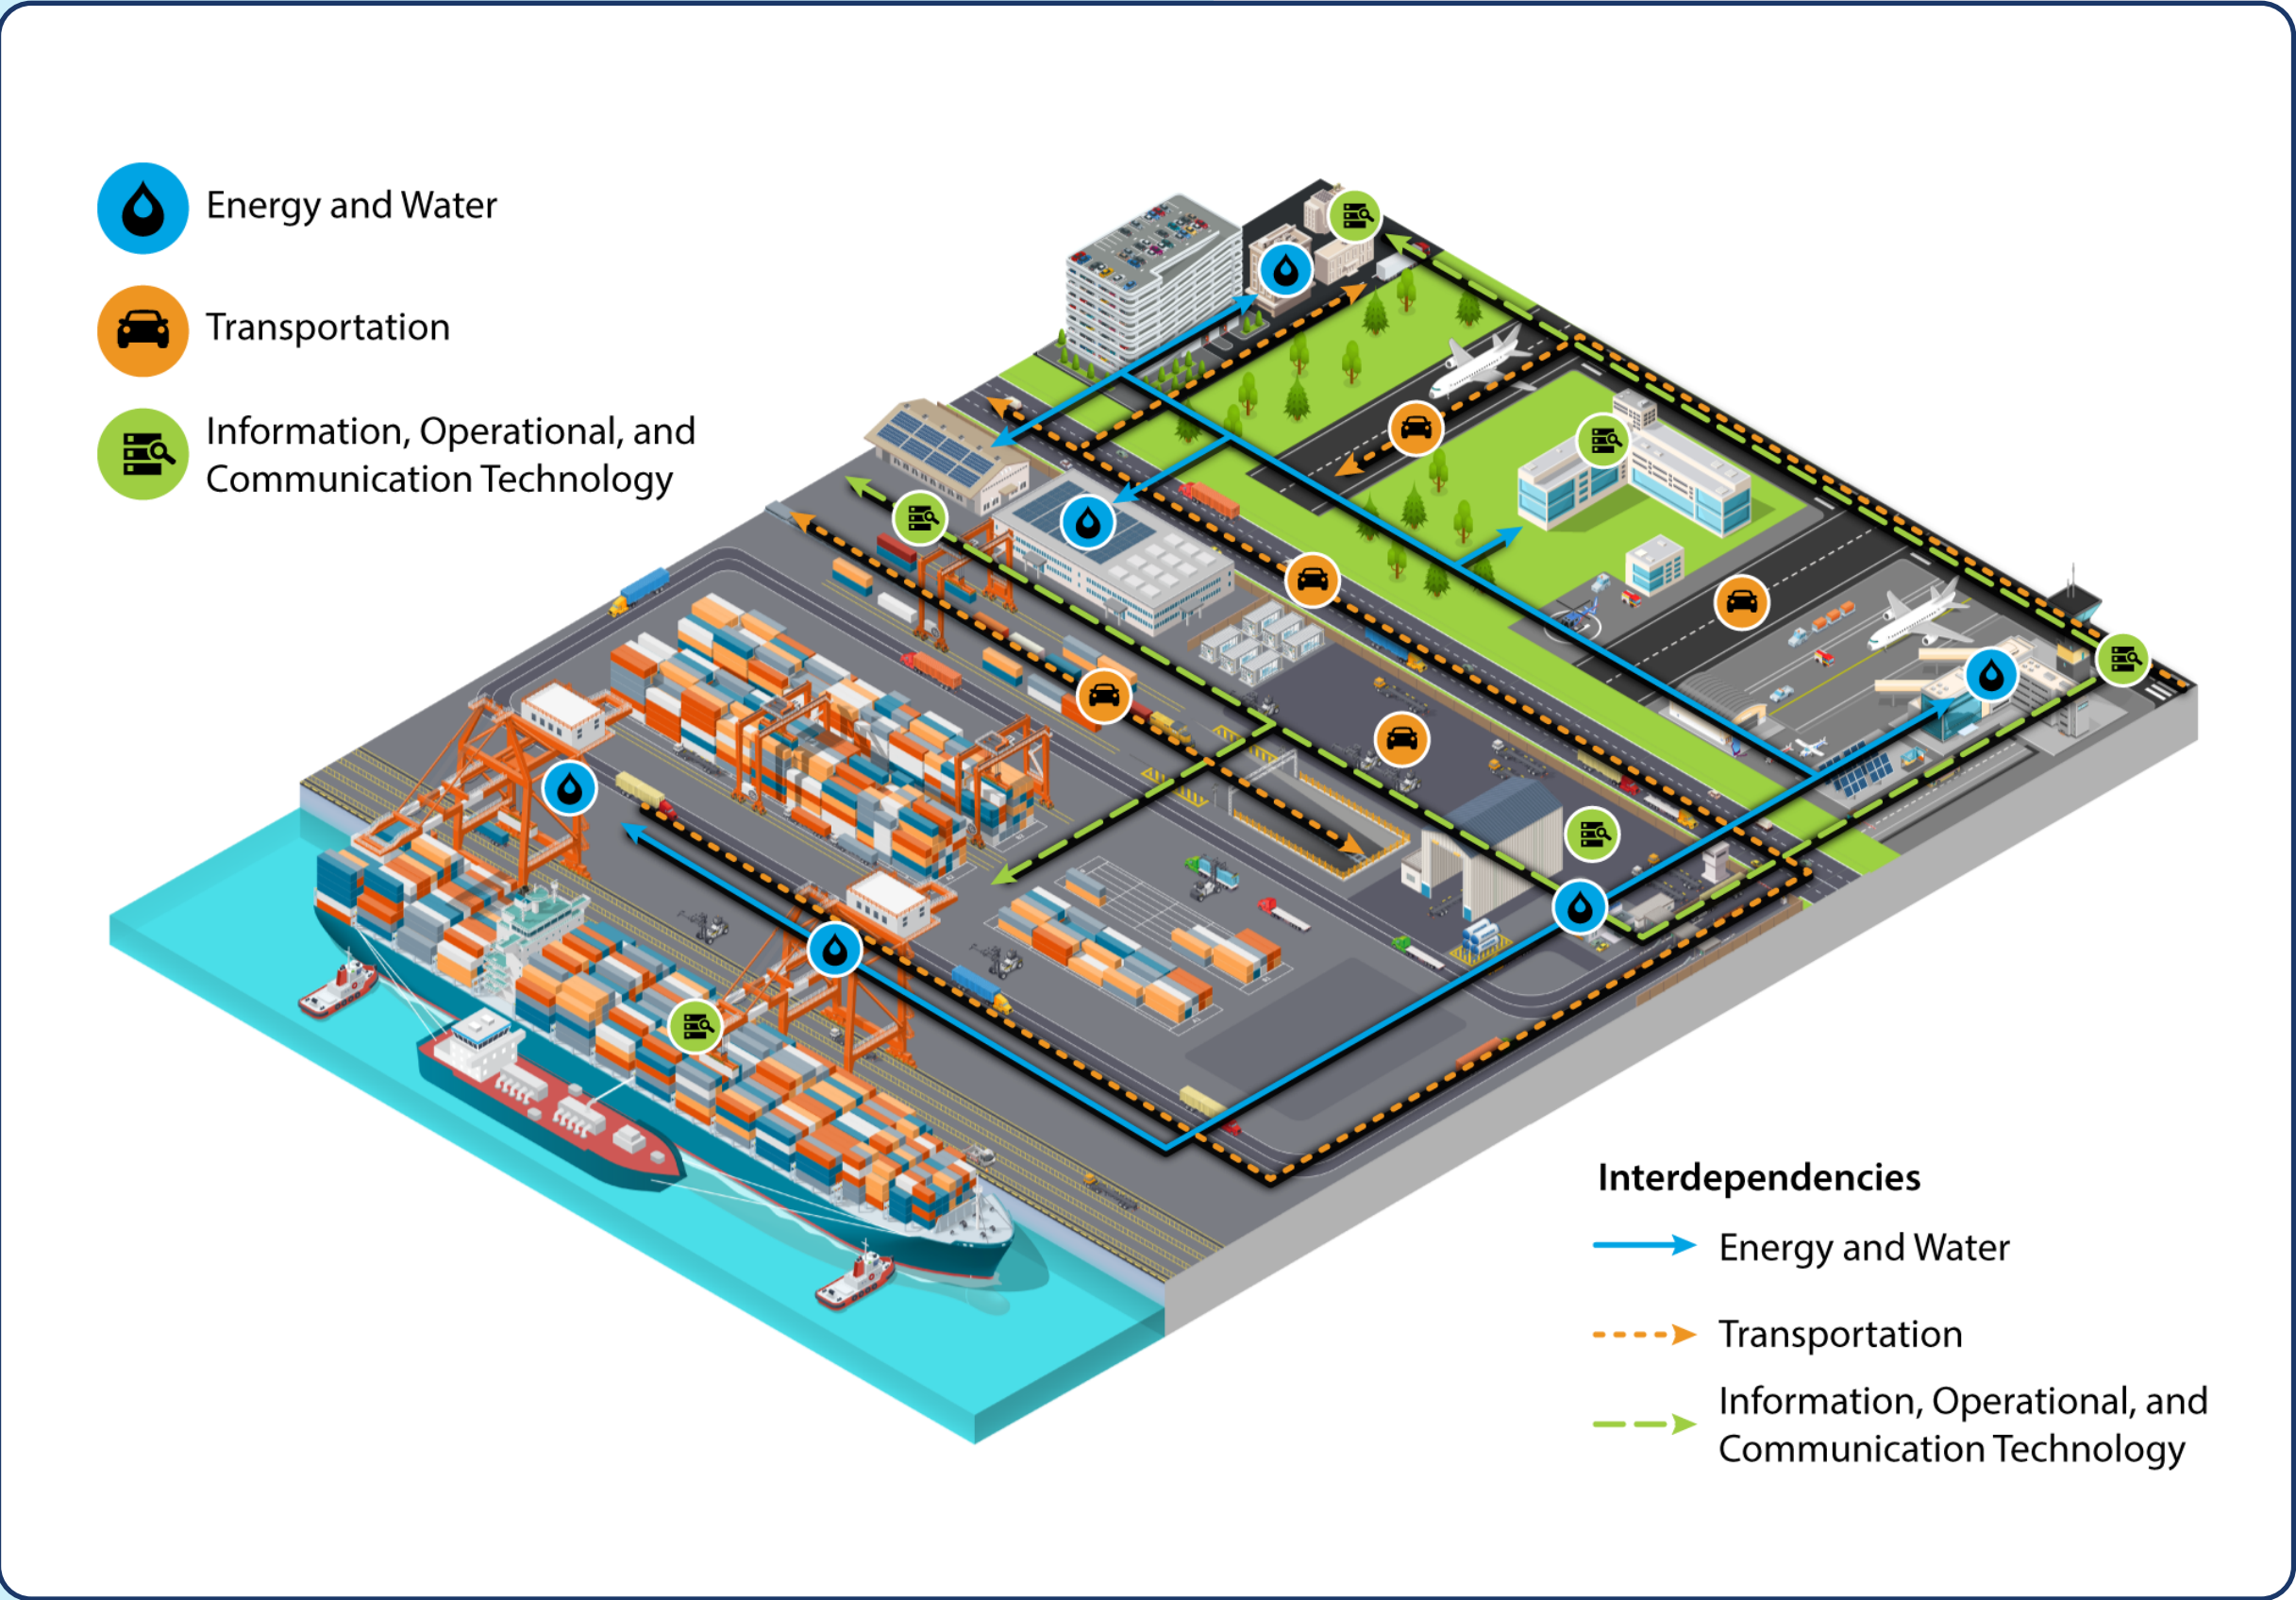 Energy and Water
Transportation
Information, Operational, and
Communication Technology
Interdependencies
Energy and Water
Transportation
Information, Operational, and
Communication Technology